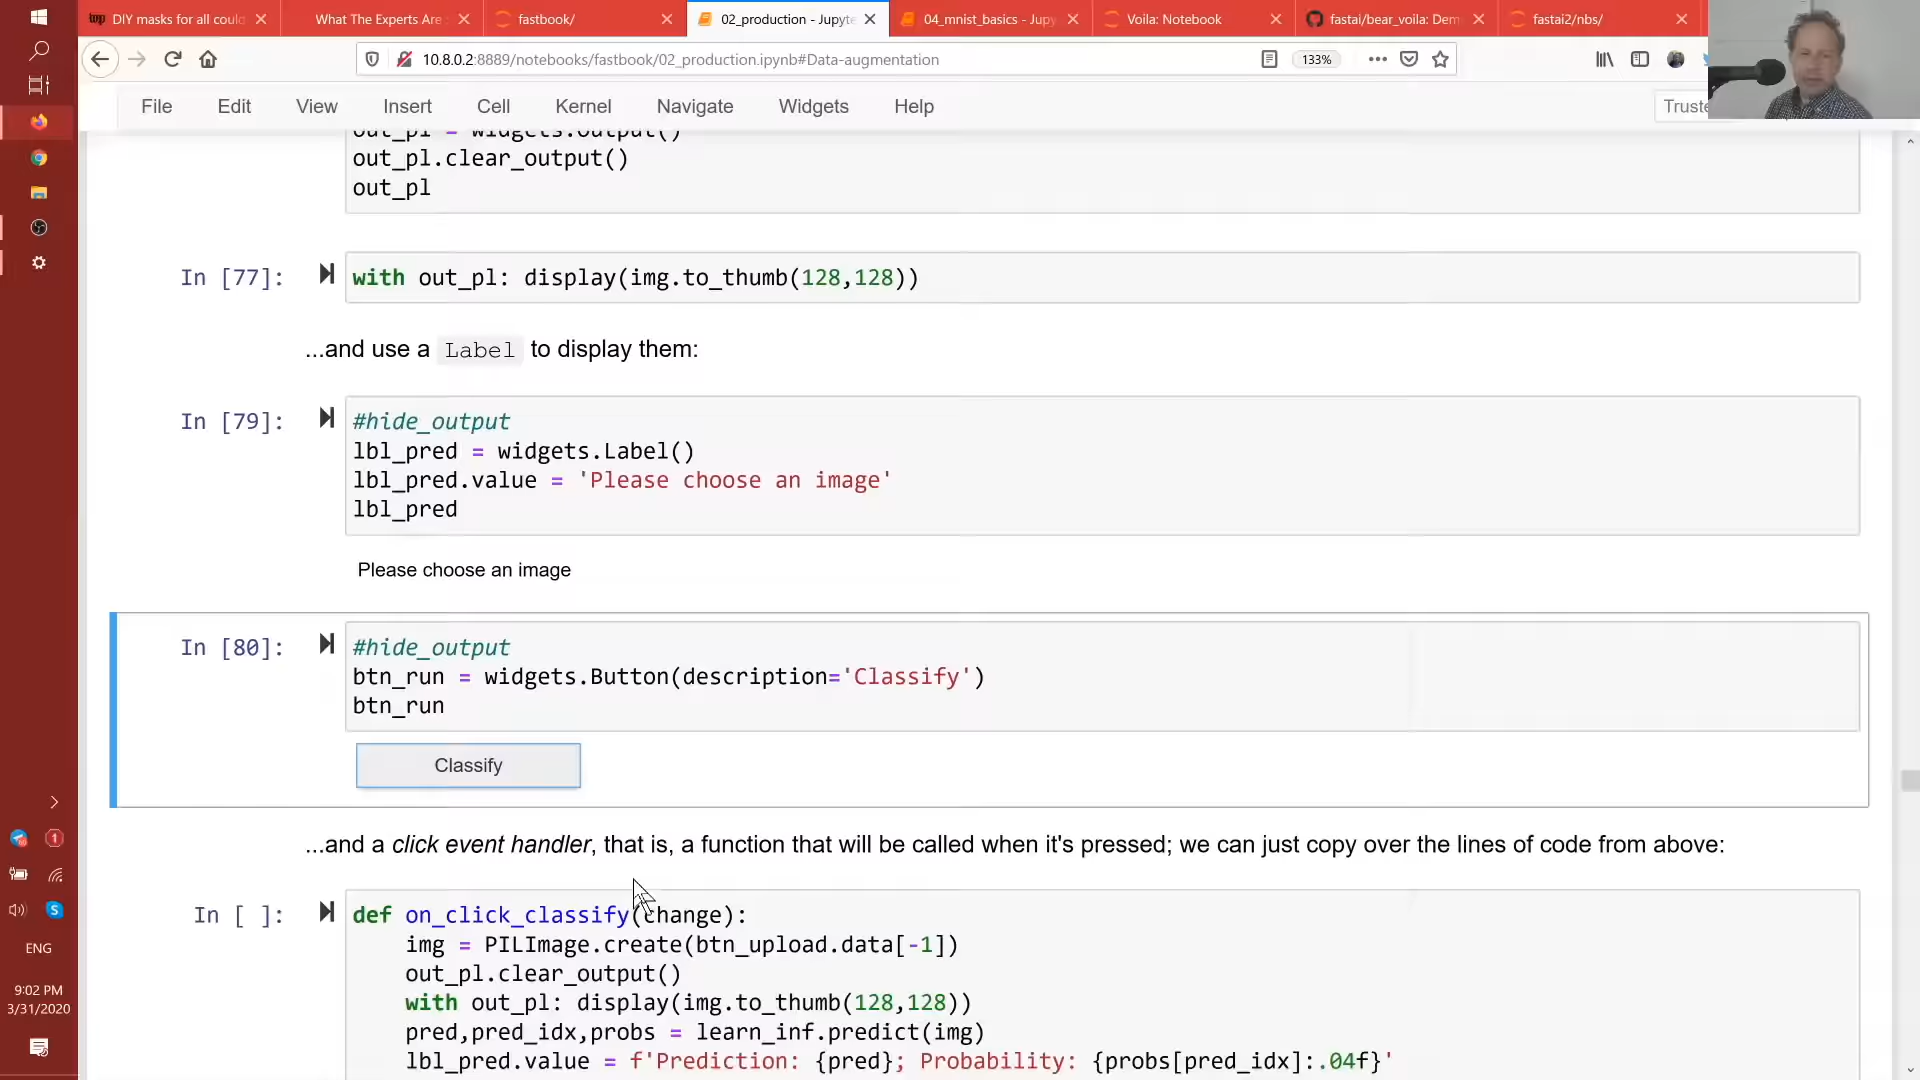 DIY masks for all could
What The Experts Are
fastbook/
02_production - Jupyte
04_mnist_basics - Jupy
Voila: Notebook
fastai/bear_voila: Dem
fastai2/nbs/
10.8.0.2:8889/notebooks/fastbook/02_production.ipynb#Data-augmentation
133%
File Edit View Insert Cell Kernel Navigate Widgets Help
Truste
out_pl = widgets.Output()
out_pl.clear_output()
out_pl
In [77]:
with out_pl: display(img.to_thumb(128,128))
...and use a Label to display them:
In [79]:
#hide_output
lbl_pred = widgets.Label()
lbl_pred.value = 'Please choose an image'
lbl_pred
Please choose an image
In [80]:
#hide_output
btn_run = widgets.Button(description='Classify')
btn_run
Classify
...and a click event handler, that is, a function that will be called when it's pressed; we can just copy over the lines of code from above:
In [ ]:
def on_click_classify(change):
img = PILImage.create(btn_upload.data[-1])
out_pl.clear_output()
with out_pl: display(img.to_thumb(128,128))
pred,pred_idx,probs = learn_inf.predict(img)
lbl_pred.value = f'Prediction: {pred}; Probability: {probs[pred_idx]:.04f}'
ENG
9:02 PM
3/31/2020